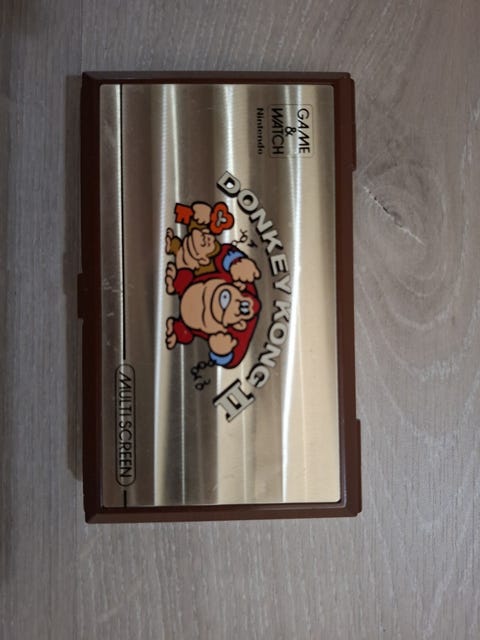 GAME
&
WATCH
Nintendo
DONKEY KONG II
MULTI SCREEN